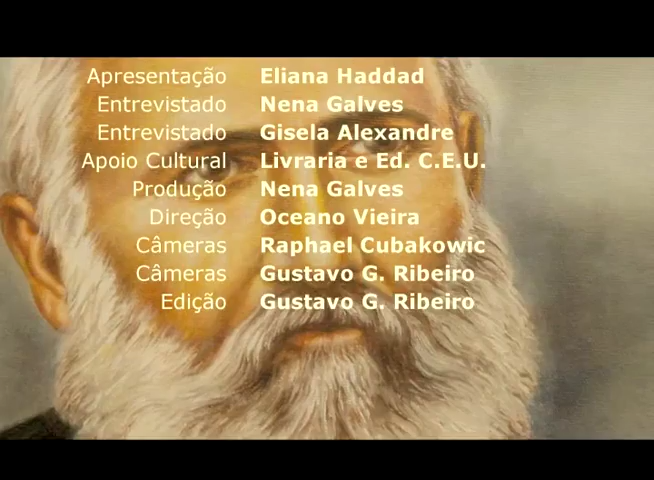 Apresentação Eliana Haddad
Entrevistado Nena Galves
Entrevistado Gisela Alexandre
Apoio Cultural Livraria e Ed. C.E.U.
Produção Nena Galves
Direção Oceano Vieira
Câmeras Raphael Cubakowic
Câmeras Gustavo G. Ribeiro
Edição Gustavo G. Ribeiro